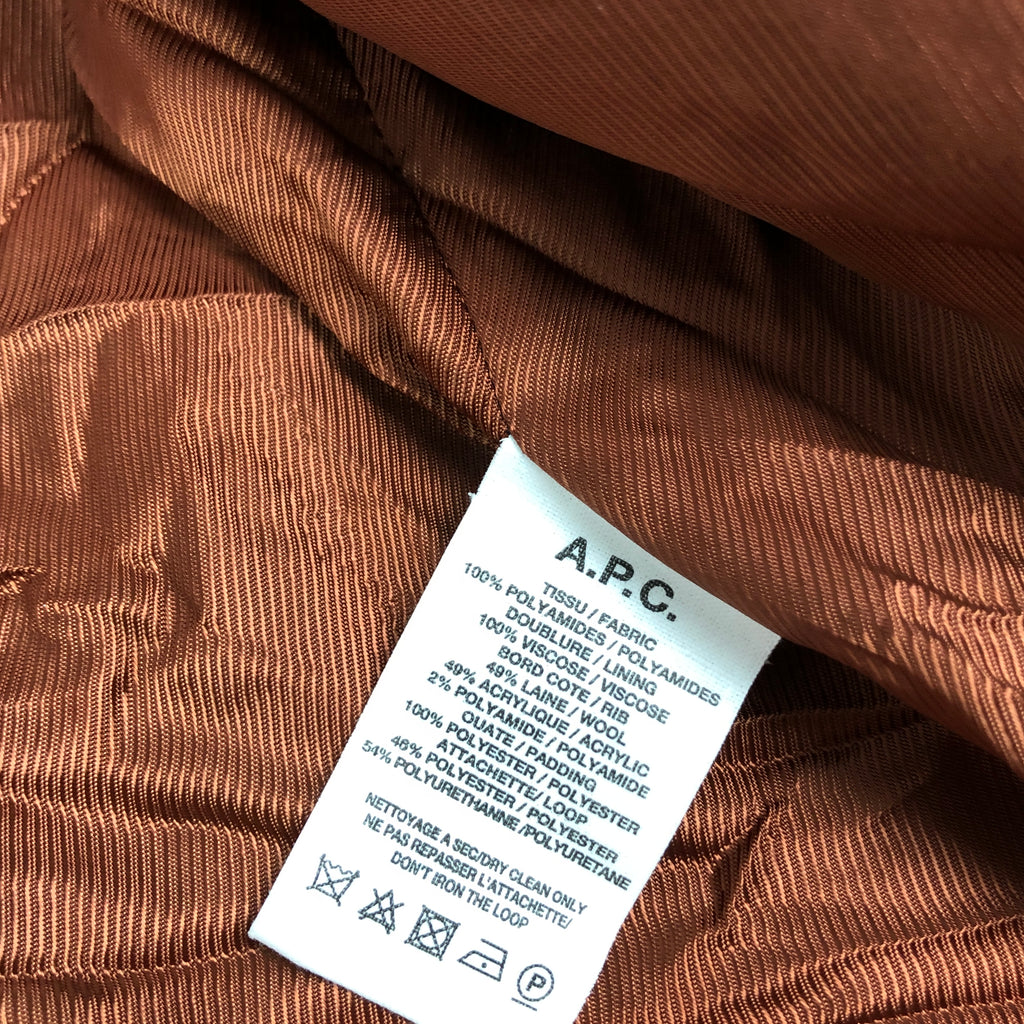 A.P.C.
TISSU / FABRIC
100% POLYAMIDES / POLYAMIDES
DOUBLURE / LINING
100% VISCOSE / VISCOSE
BORD COTE / RIB
49% LAINE / WOOL
49% ACRYLIQUE / ACRYLIC
2% POLYAMIDE / POLYAMIDE
OUATE / PADDING
100% POLYESTER / POLYESTER
ATTACHETTE/ LOOP
46% POLYESTER / POLYESTER
54% POLYURETHANNE /POLYURETANE
NETTOYAGE A SEC/DRY CLEAN ONLY
NE PAS REPASSER L'ATTACHETTE/
DON'T IRON THE LOOP
P